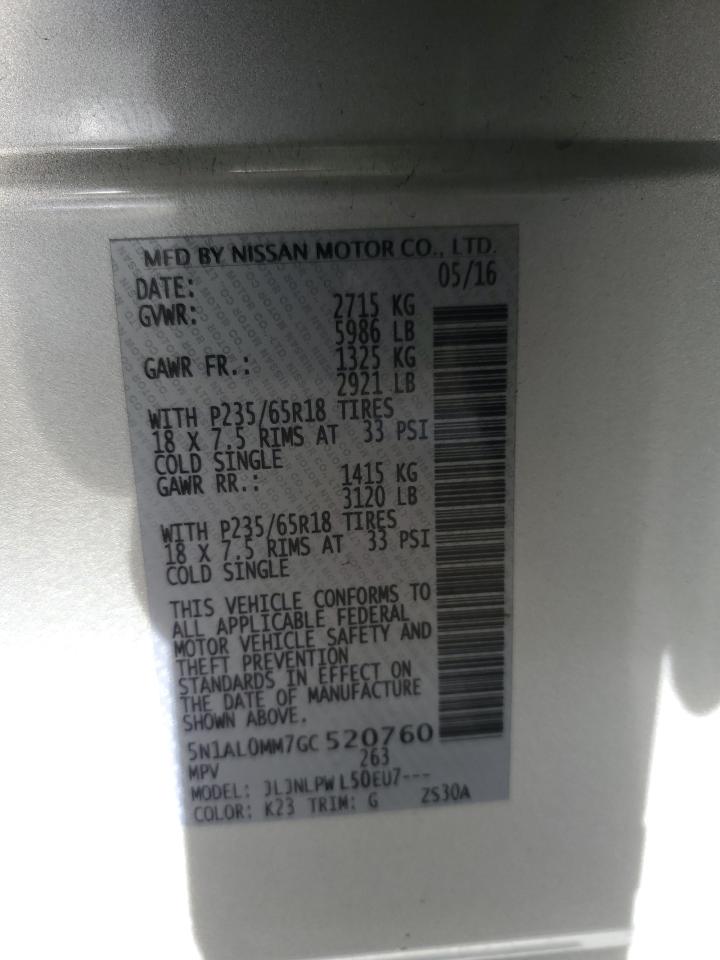 MFD BY NISSAN MOTOR CO., LTD.
DATE: 05/16
GVWR: 2715 KG
5986 LB
GAWR FR.: 1325 KG
2921 LB
WITH P235/65R18 TIRES
18 X 7.5 RIMS AT 33 PSI
COLD SINGLE
GAWR RR.: 1415 KG
3120 LB
WITH P235/65R18 TIRES
18 X 7.5 RIMS AT 33 PSI
COLD SINGLE
THIS VEHICLE CONFORMS TO
ALL APPLICABLE FEDERAL
MOTOR VEHICLE SAFETY AND
THEFT PREVENTION
STANDARDS IN EFFECT ON
THE DATE OF MANUFACTURE
SHOWN ABOVE.
5N1AL0MM7GC 520760
MPV 263
MODEL: JLJNLPW L50EU7---
COLOR: K23 TRIM: G ZS30A